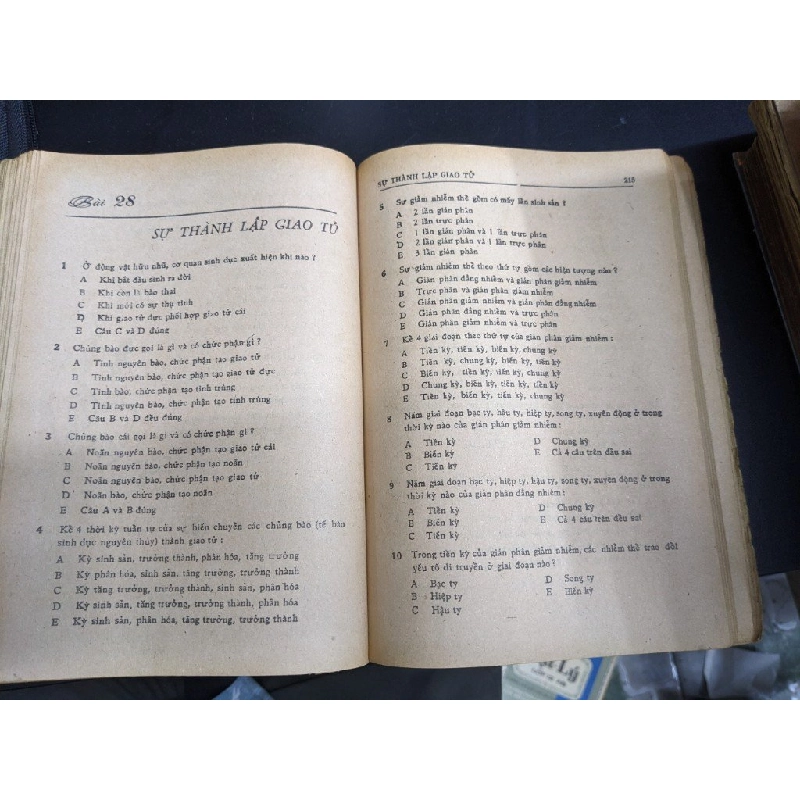 Bài 28
SỰ THÀNH LẬP GIAO TỬ
1 Ở động vật hữu nhũ, cơ quan sinh dục xuất hiện khi nào ?
A Khi bắt đầu sinh ra đời
B Khi còn là bào thai
C Khi mới có sự thụ tinh
D Khi giao tử đực phối hợp giao tử cái
E Câu C và D đúng
2 Chủng bào đực gọi là gì và có chức phận gì ?
A Tinh nguyên bào, chức phận tạo giao tử
B Tinh nguyên bào, chức phận tạo giao tử đực
C Tinh bào, chức phận tạo tinh trùng
D Tinh nguyên bào, chức phận tạo tinh trùng
E Câu B và D đều đúng
3 Chủng bào cái gọi là gì và có chức phận gì ?
A Noãn nguyên bào, chức phận tạo giao tử cái
B Noãn nguyên bào, chức phận tạo noãn
C Noãn nguyên bào, chức phận tạo giao tử
D Noãn bào, chức phận tạo noãn
E Câu A và B đúng
4 Kể 4 thời kỳ tuần tự của sự biến chuyển các chủng bào (tế bào
sinh dục nguyên thủy) thành giao tử :
A Kỳ sinh sản, trưởng thành, phân hóa, tăng trưởng
B Kỳ phân hóa, sinh sản, tăng trưởng, trưởng thành
C Kỳ tăng trưởng, trưởng thành, sinh sản, phân hóa
D Kỳ sinh sản, tăng trưởng, trưởng thành, phân hóa
E Kỳ sinh sản, phân hóa, tăng trưởng, trưởng thành
SỰ THÀNH LẬP GIAO TỬ 215
5 Sự giảm nhiễm thể gồm có mấy lần sinh sản ?
A 2 lần gián phân
B 2 lần trực phân
C 1 lần gián phân và 1 lần trực phân
D 2 lần gián phân và 1 lần trực phân
E 3 lần gián phân
6 Sự giảm nhiễm thể theo thứ tự gồm các hiện tượng nào ?
A Gián phân đẳng nhiễm và gián phân giảm nhiễm
B Trực phân và gián phân giảm nhiễm
C Gián phân giảm nhiễm và gián phân đẳng nhiễm
D Gián phân đẳng nhiễm và trực phân
E Gián phân giảm nhiễm và trực phân
7 Kể 4 giai đoạn theo thứ tự của gián phân giảm nhiễm :
A Tiền kỳ, tiến kỳ, biến kỳ, chung kỳ
B Tiền kỳ, chung kỳ, biến kỳ, tiến kỳ
C Biến kỳ, tiền kỳ, tiến kỳ, chung kỳ
D Chung kỳ, biến kỳ, tiến kỳ, tiền kỳ
E Tiền kỳ, biến kỳ, tiến kỳ, chung kỳ
8 Năm giai đoạn bạc ty, hậu ty, hiệp ty, song ty, xuyên động ở trong
thời kỳ nào của gián phân giảm nhiễm :
A Tiền kỳ D Chung kỳ
B Biến kỳ E Cả 4 câu trên đều sai
C Tiến kỳ
9 Năm giai đoạn bạc ty, hiệp ty, hậu ty, song ty, xuyên động ở trong
thời kỳ nào của gián phân đẳng nhiễm :
A Tiền kỳ D Chung kỳ
E Biến kỳ E Cả 4 câu trên đều sai
C Tiến kỳ
10 Trong tiền kỳ của gián phân giảm nhiễm, các nhiễm thể trao đổi
yếu tố di truyền ở giai đoạn nào ?
A Bạc ty D Song ty
B Hiệp ty E Biến kỳ
C Hậu ty